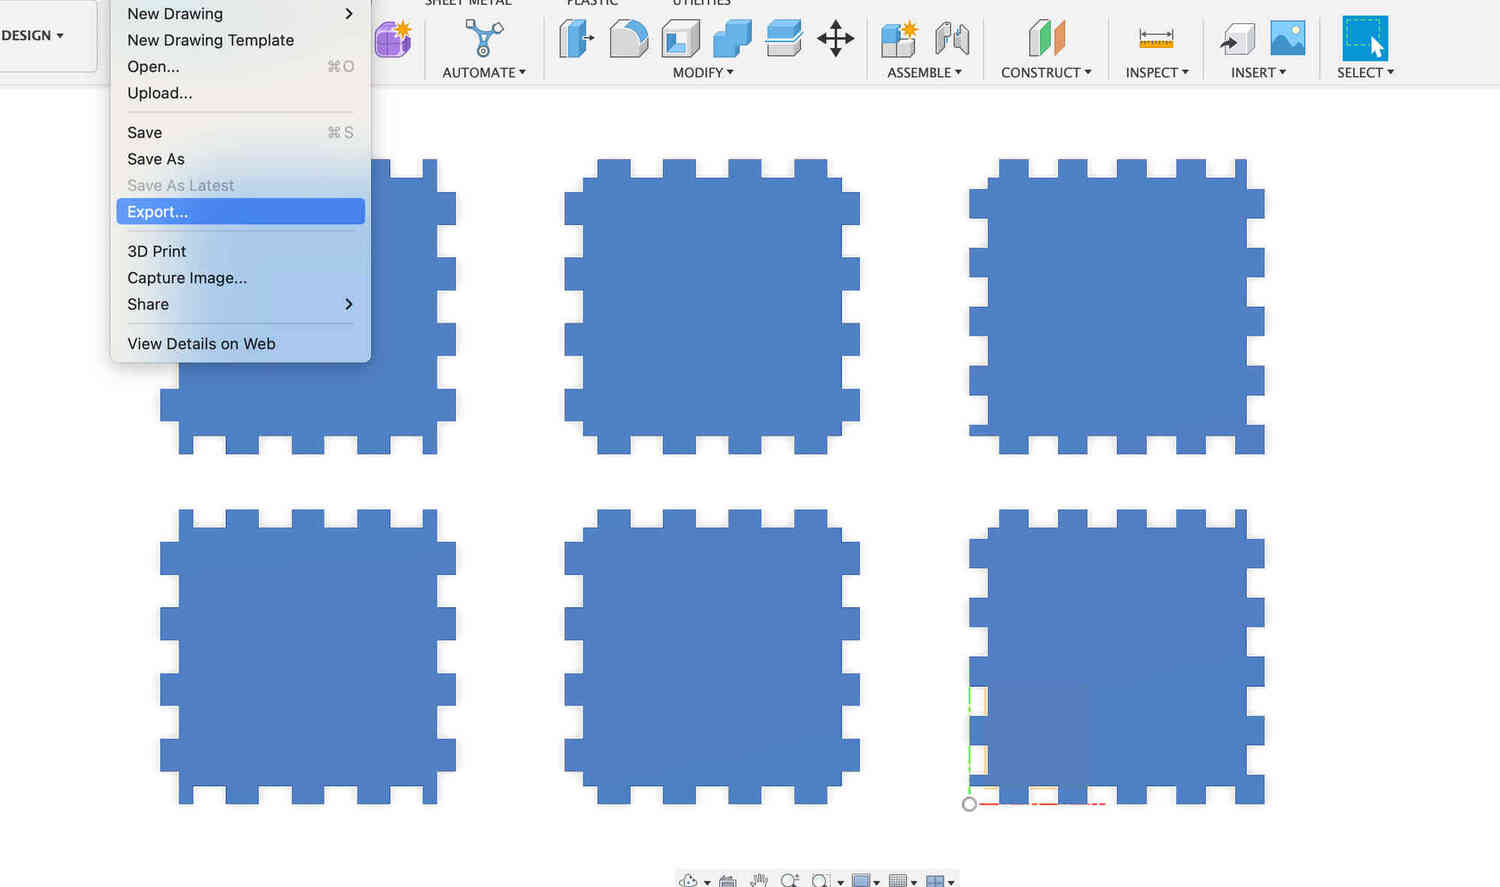 SHEET METAL
PLASTIC
UTILITIES
DESIGN
AUTOMATE
MODIFY
ASSEMBLE
CONSTRUCT
INSPECT
INSERT
SELECT
New Drawing
New Drawing Template
Open... ⌘O
Upload...
Save ⌘S
Save As
Save As Latest
Export...
3D Print
Capture Image...
Share
View Details on Web